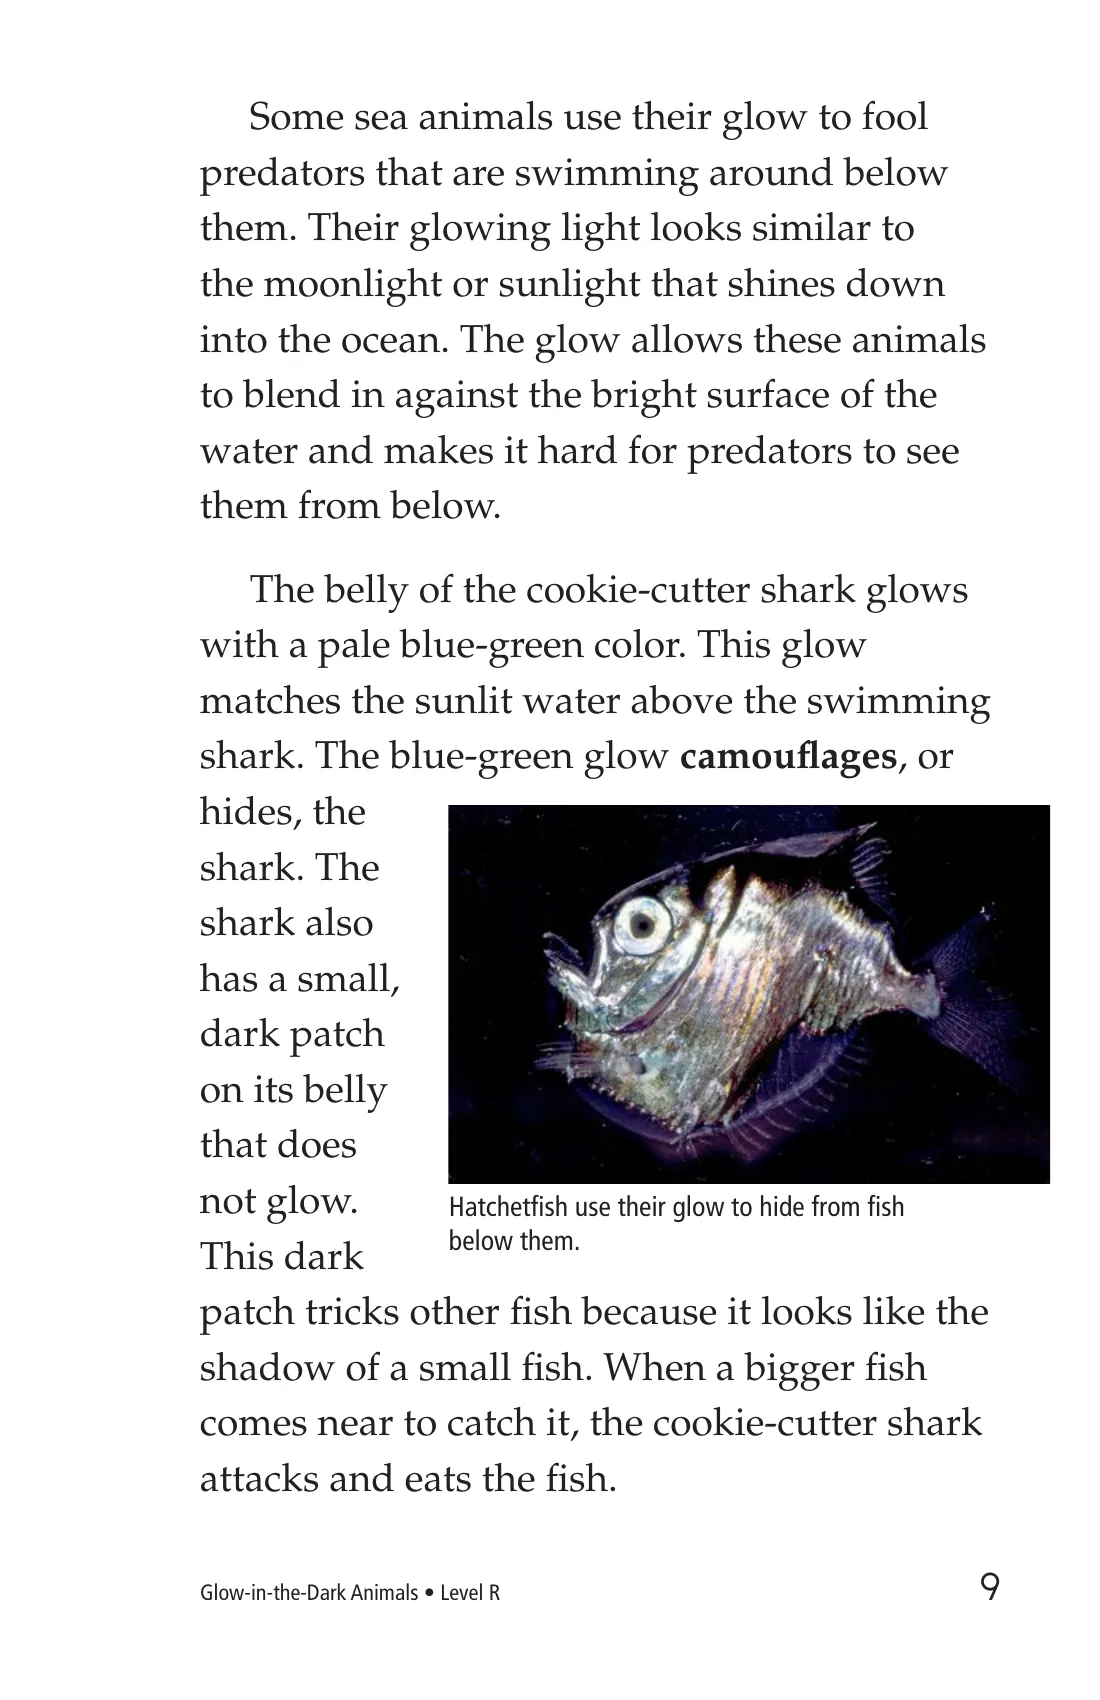 Some sea animals use their glow to fool
predators that are swimming around below
them. Their glowing light looks similar to
the moonlight or sunlight that shines down
into the ocean. The glow allows these animals
to blend in against the bright surface of the
water and makes it hard for predators to see
them from below.
The belly of the cookie-cutter shark glows
with a pale blue-green color. This glow
matches the sunlit water above the swimming
shark. The blue-green glow camouflages, or
hides, the
shark. The
shark also
has a small,
dark patch
on its belly
that does
not glow.
This dark
patch tricks other fish because it looks like the
shadow of a small fish. When a bigger fish
comes near to catch it, the cookie-cutter shark
attacks and eats the fish.
Hatchetfish use their glow to hide from fish
below them.
Glow-in-the-Dark Animals • Level R
9